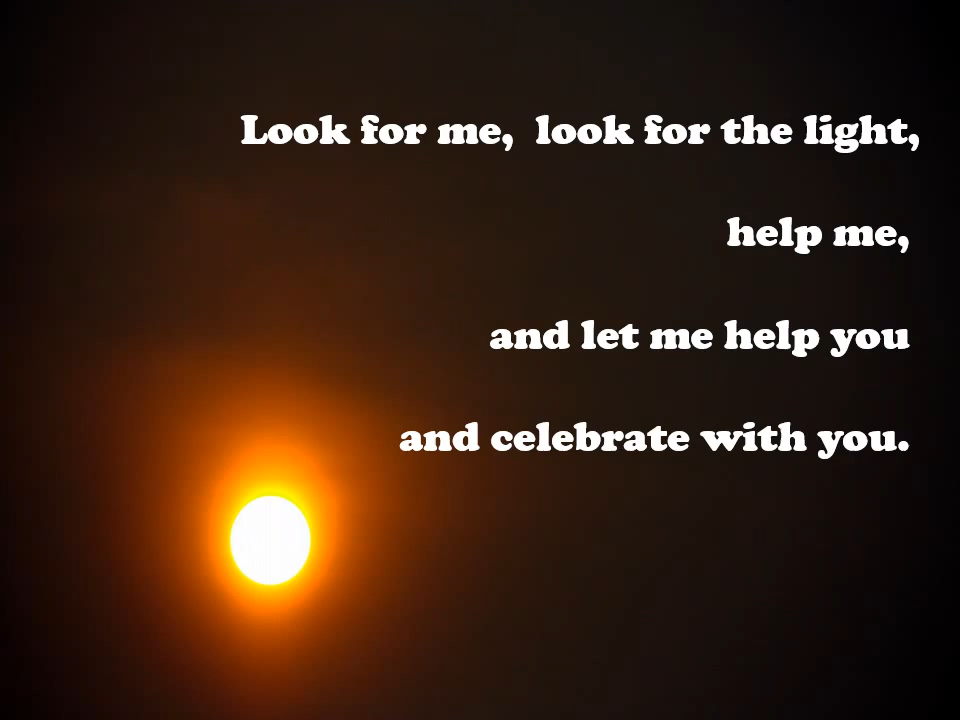 Look for me,  look for the light,
help me,
and let me help you
and celebrate with you.